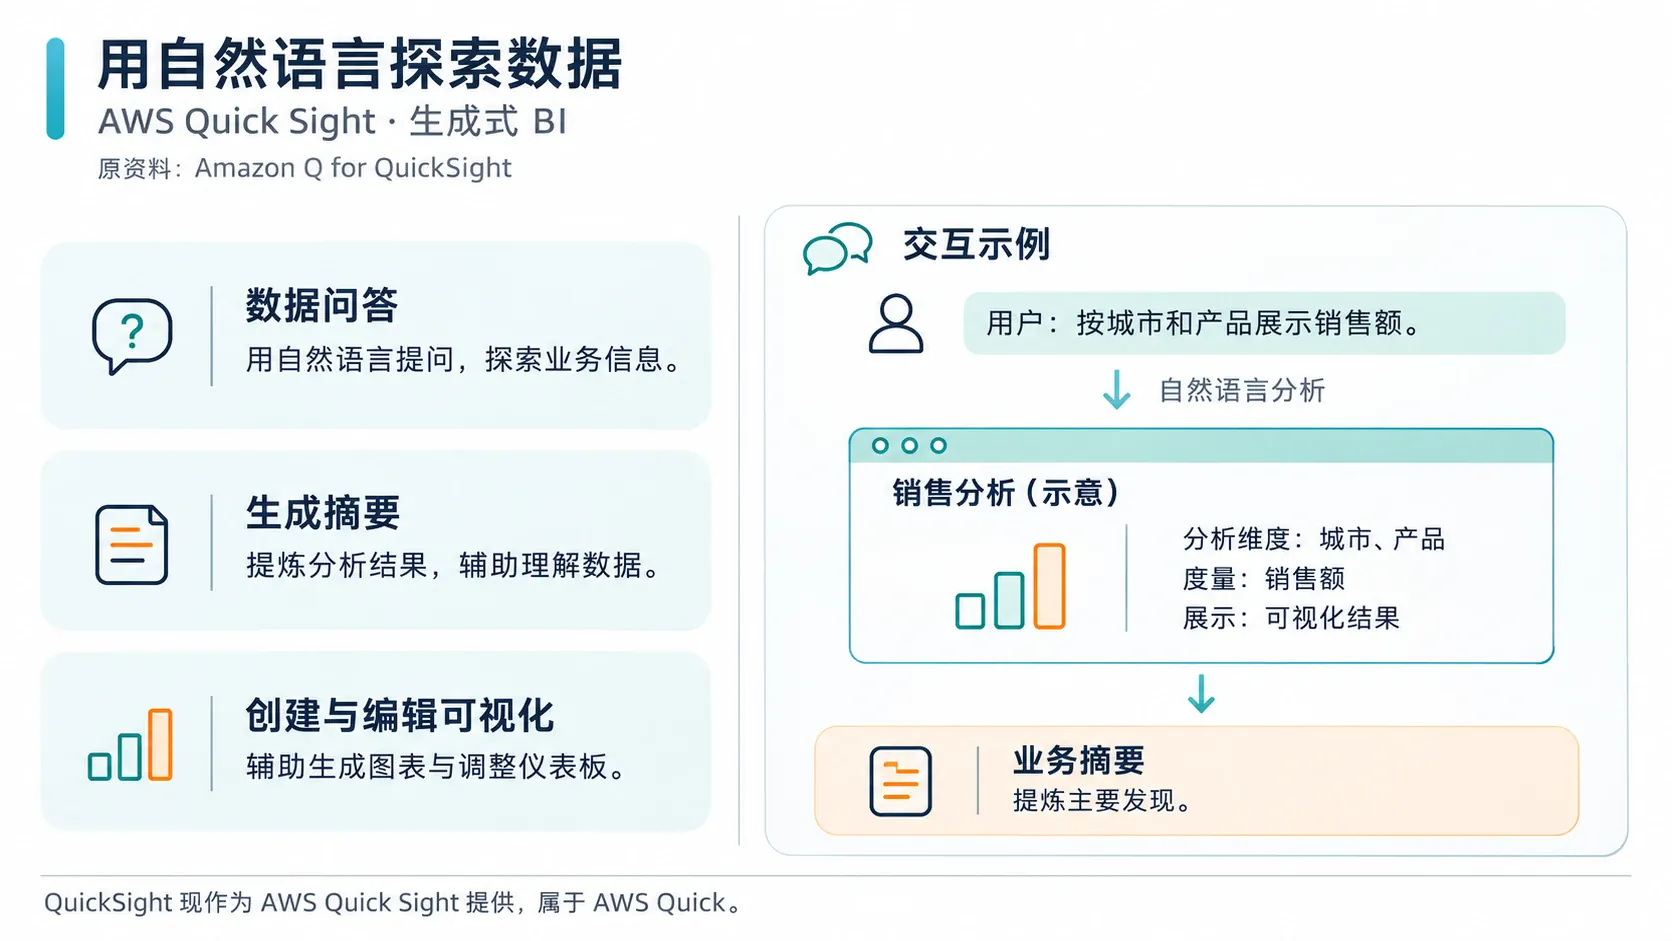 用自然语言探索数据
AWS Quick Sight · 生成式 BI
原资料：Amazon Q for QuickSight
?
数据问答
用自然语言提问，探索业务信息。
生成摘要
提炼分析结果，辅助理解数据。
创建与编辑可视化
辅助生成图表与调整仪表板。
交互示例
用户：按城市和产品展示销售额。
自然语言分析
销售分析（示意）
分析维度：城市、产品
度量：销售额
展示：可视化结果
业务摘要
提炼主要发现。
QuickSight 现作为 AWS Quick Sight 提供，属于 AWS Quick。